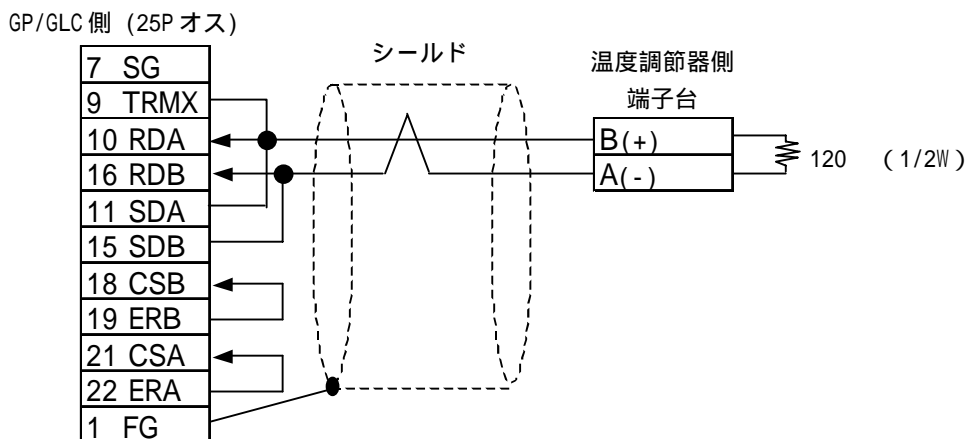 GP/GLC側 (25Pオス)
シールド
温度調節器側
端子台
7 SG
9 TRMX
10 RDA
16 RDB
11 SDA
15 SDB
18 CSB
19 ERB
21 CSA
22 ERA
1 FG
B(+)
A(-)
120 (1/2W)